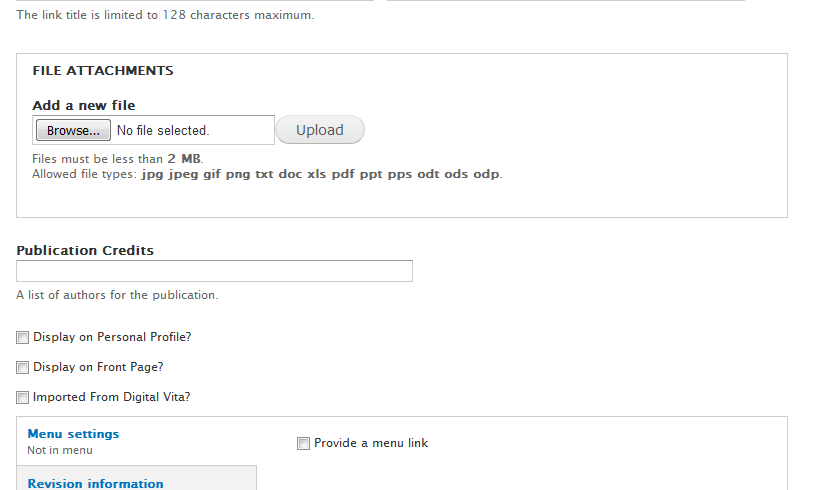 The link title is limited to 128 characters maximum.
FILE ATTACHMENTS
Add a new file
Browse... No file selected. Upload
Files must be less than 2 MB.
Allowed file types: jpg jpeg gif png txt doc xls pdf ppt pps odt ods odp.
Publication Credits
A list of authors for the publication.
Display on Personal Profile?
Display on Front Page?
Imported From Digital Vita?
Menu settings
Not in menu
Provide a menu link
Revision information